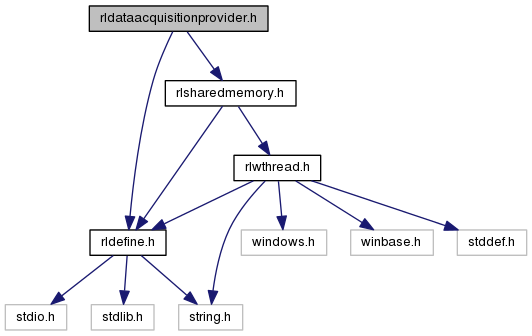 rldataacquisitionprovider.h
rlsharedmemory.h
rlwthread.h
rldefine.h
windows.h
winbase.h
stddef.h
stdio.h
stdlib.h
string.h